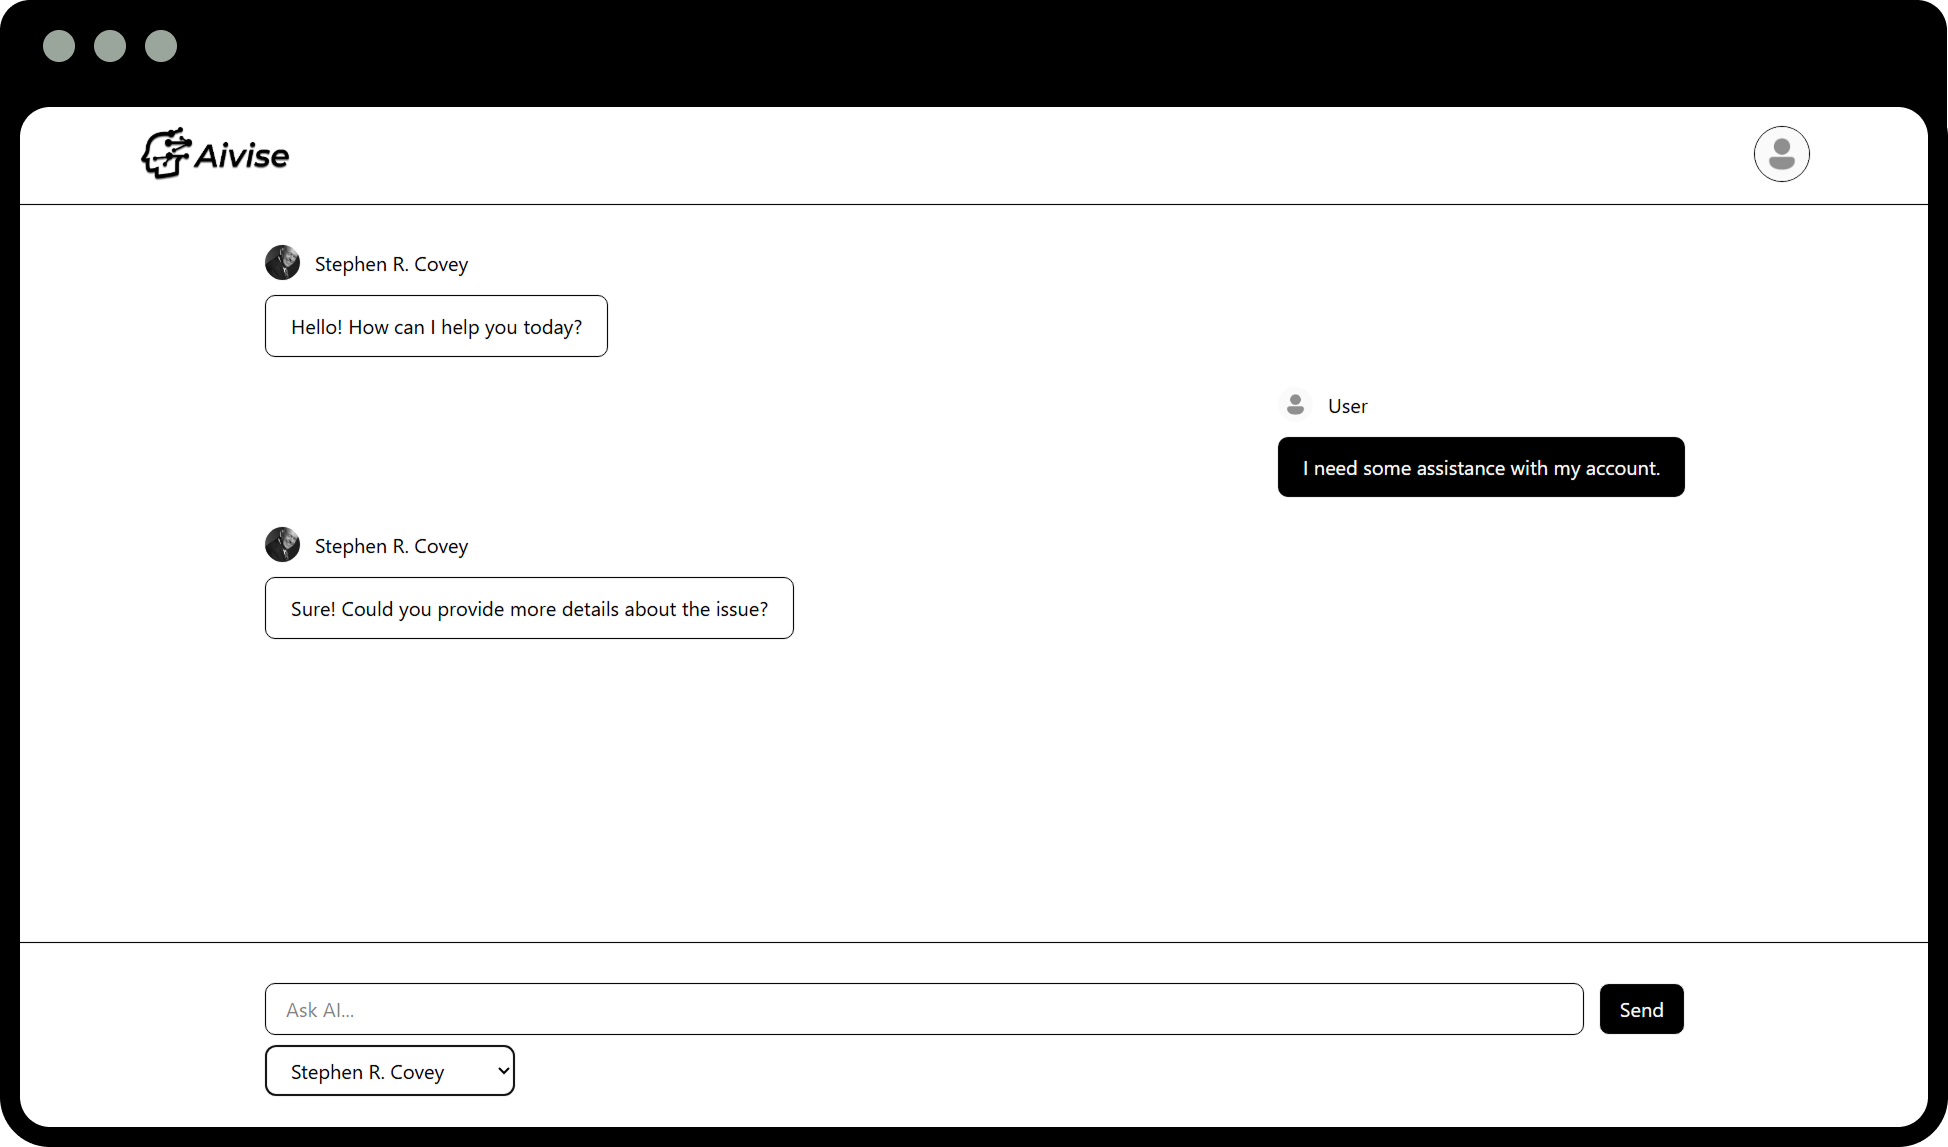 Aivise
Stephen R. Covey
Hello! How can I help you today?
User
I need some assistance with my account.
Stephen R. Covey
Sure! Could you provide more details about the issue?
Ask AI...
Send
Stephen R. Covey